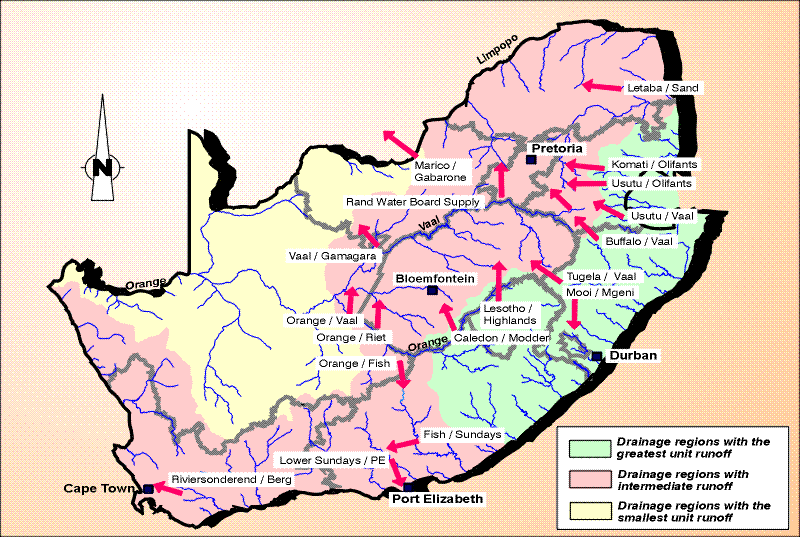 Limpopo
Letaba / Sand
N
Pretoria
Marico /
Gabarone
Komati / Olifants
Usutu / Olifants
Rand Water Board Supply
Usutu / Vaal
Vaal
Buffalo / Vaal
Vaal / Gamagara
Orange
Bloemfontein
Tugela / Vaal
Mooi / Mgeni
Lesotho /
Highlands
Orange / Vaal
Orange / Riet
Orange
Caledon / Modder
Orange / Fish
Durban
Fish / Sundays
Lower Sundays / PE
Riviersonderend / Berg
Cape Town
Port Elizabeth
Drainage regions with the
greatest unit runoff
Drainage regions with
intermediate runoff
Drainage regions with the
smallest unit runoff